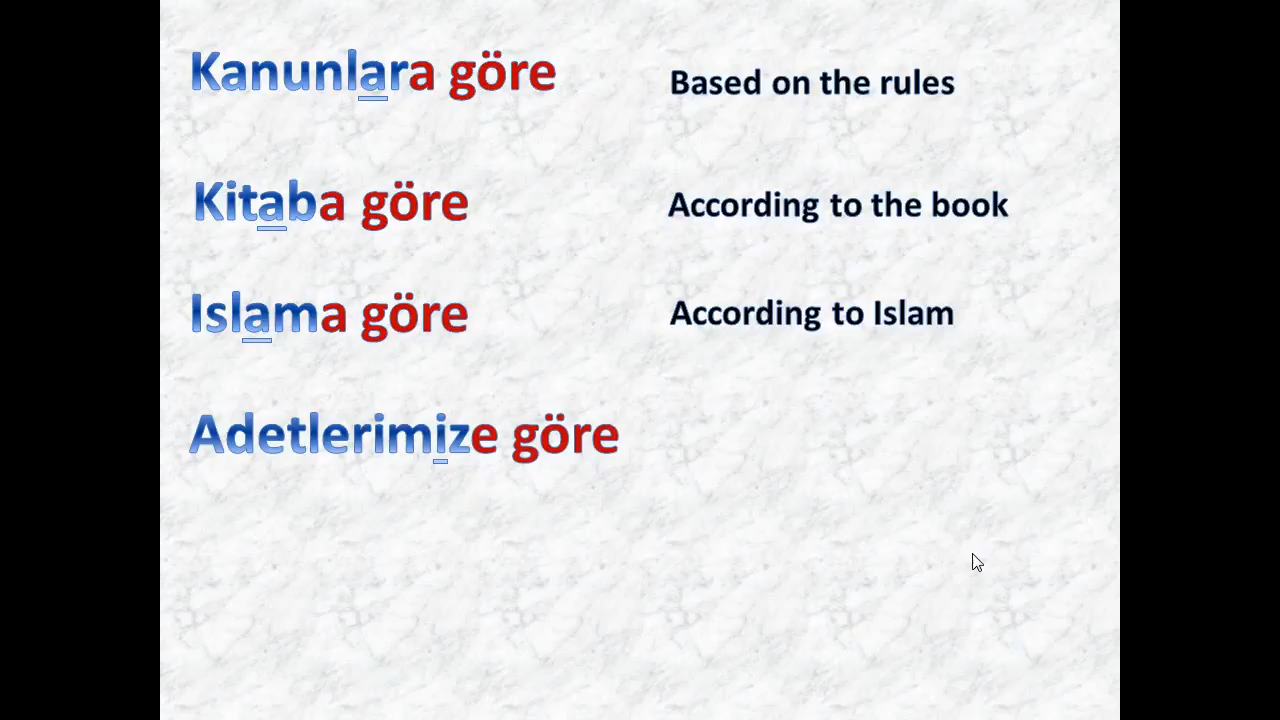 Kanunlara göre
Based on the rules
Kitaba göre
According to the book
Islama göre
According to Islam
Adetlerimize göre